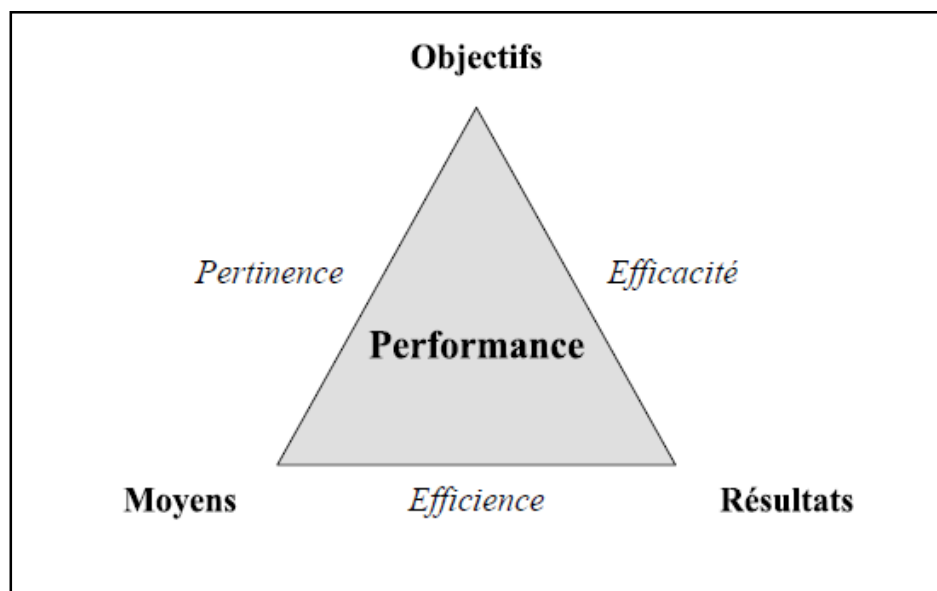 Objectifs
Pertinence
Efficacité
Performance
Moyens
Efficience
Résultats